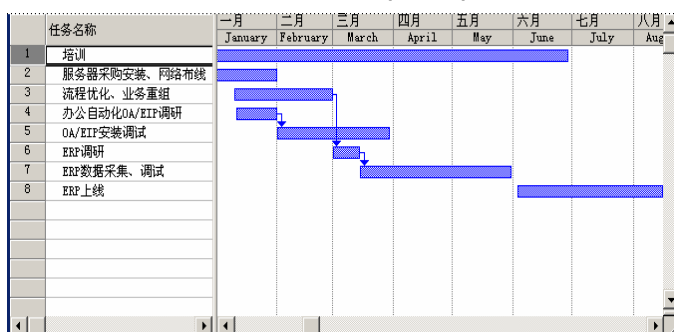 任务名称 一月 二月 三月 四月 五月 六月 七月 八月
January February March April May June July Aug
1 培训
2 服务器采购安装、网络布线
3 流程优化、业务重组
4 办公自动化OA/EIP调研
5 OA/EIP安装调试
6 ERP调研
7 ERP数据采集、调试
8 ERP上线